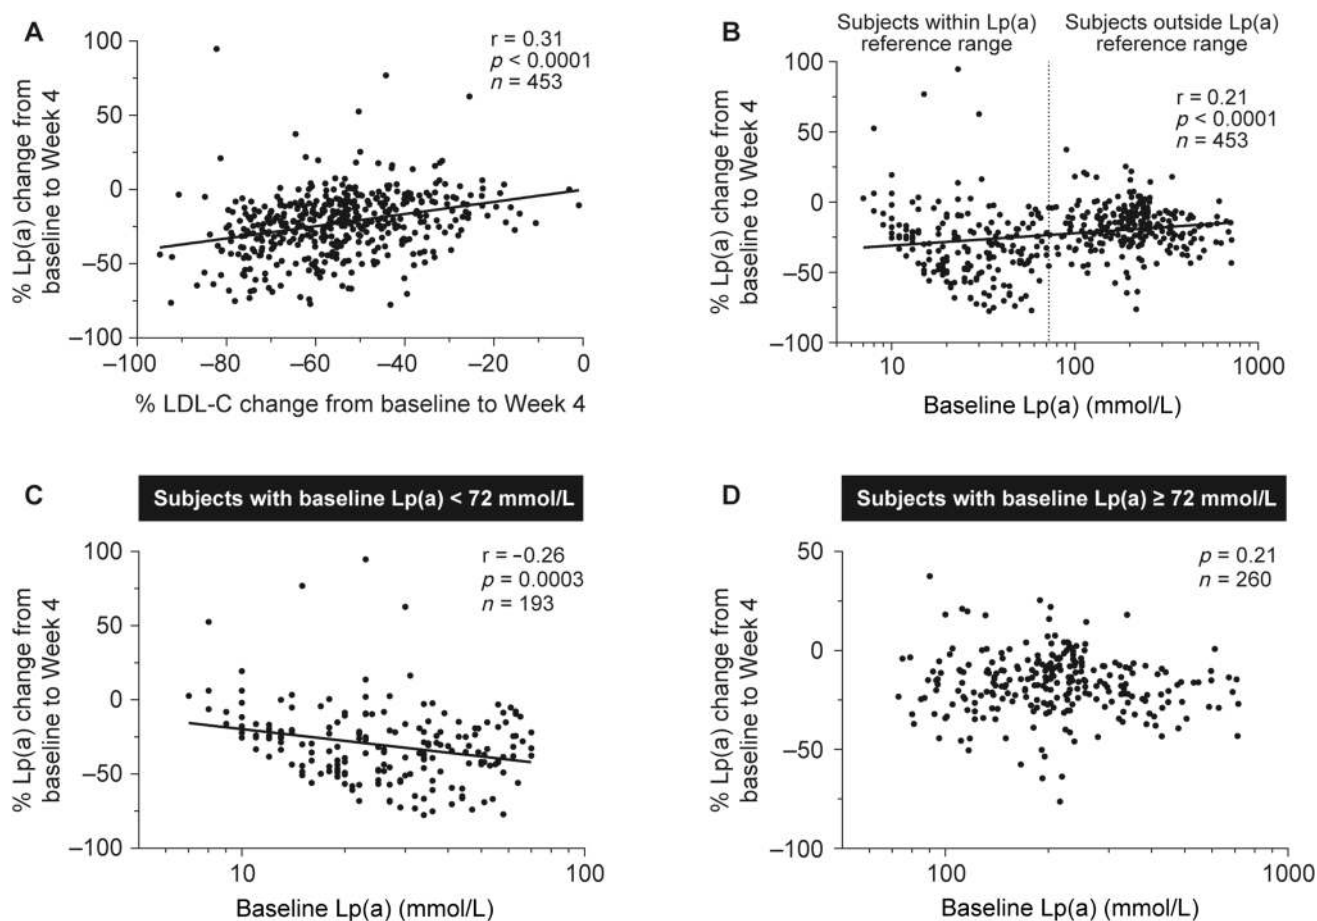 A
% Lp(a) change from
baseline to Week 4
100
50
0
–50
–100
r = 0.31
p < 0.0001
n = 453
–100
–80
–60
–40
–20
0
% LDL-C change from baseline to Week 4
B
Subjects within Lp(a)
reference range
Subjects outside Lp(a)
reference range
% Lp(a) change from
baseline to Week 4
100
50
0
–50
–100
r = 0.21
p < 0.0001
n = 453
10
100
1000
Baseline Lp(a) (mmol/L)
C
Subjects with baseline Lp(a) < 72 mmol/L
% Lp(a) change from
baseline to Week 4
100
50
0
–50
–100
r = –0.26
p = 0.0003
n = 193
10
100
Baseline Lp(a) (mmol/L)
D
Subjects with baseline Lp(a) ≥ 72 mmol/L
% Lp(a) change from
baseline to Week 4
50
0
–50
–100
p = 0.21
n = 260
100
1000
Baseline Lp(a) (mmol/L)